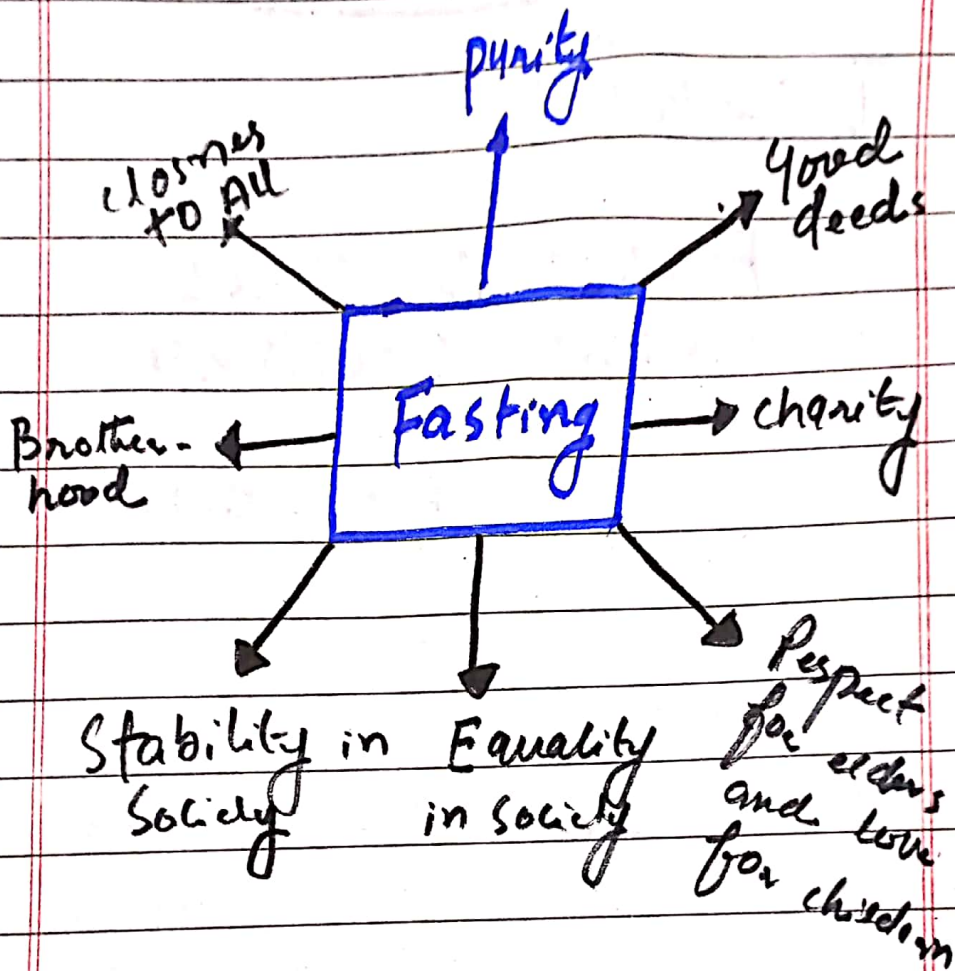 purity
closnes
to All
Good
deeds
Fasting
charity
Brother-
hood
Stability in
Society
Equality
in society
Respect
for elders
and love
for children